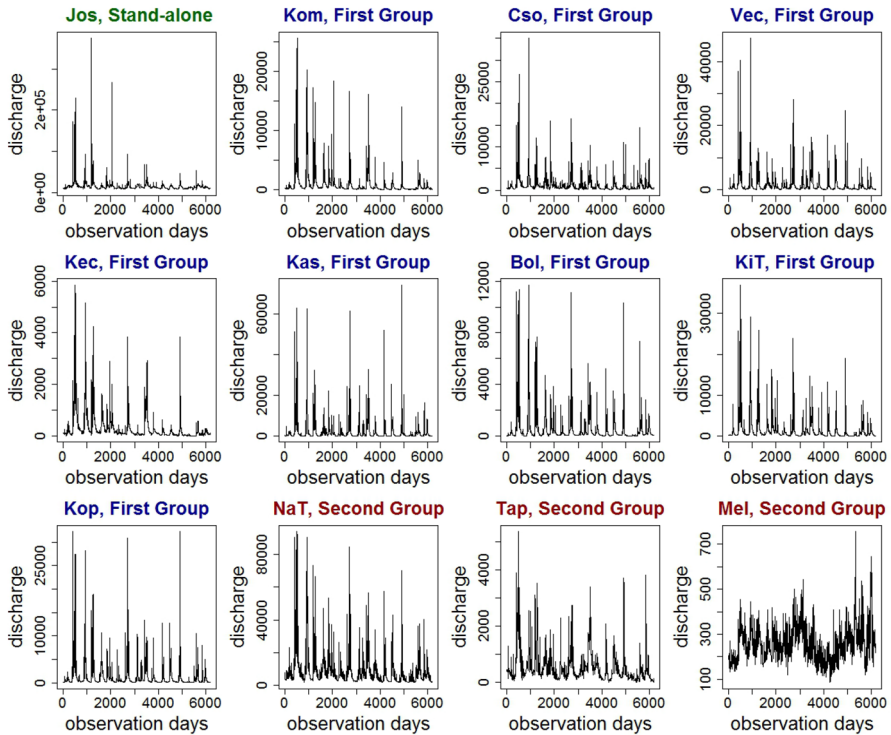 Jos, Stand-alone
discharge
2e+05
0e+00
0 2000 4000 6000
observation days
Kom, First Group
discharge
20000
10000
0
0 2000 4000 6000
observation days
Cso, First Group
discharge
25000
10000
0
0 2000 4000 6000
observation days
Vec, First Group
discharge
40000
20000
0
0 2000 4000 6000
observation days
Kec, First Group
discharge
6000
4000
2000
0
0 2000 4000 6000
observation days
Kas, First Group
discharge
60000
20000
0
0 2000 4000 6000
observation days
Bol, First Group
discharge
12000
8000
4000
0
0 2000 4000 6000
observation days
KiT, First Group
discharge
30000
10000
0
0 2000 4000 6000
observation days
Kop, First Group
discharge
25000
10000
0
0 2000 4000 6000
observation days
NaT, Second Group
discharge
80000
40000
0
0 2000 4000 6000
observation days
Tap, Second Group
discharge
4000
2000
0
0 2000 4000 6000
observation days
Mel, Second Group
discharge
700
500
300
100
0 2000 4000 6000
observation days